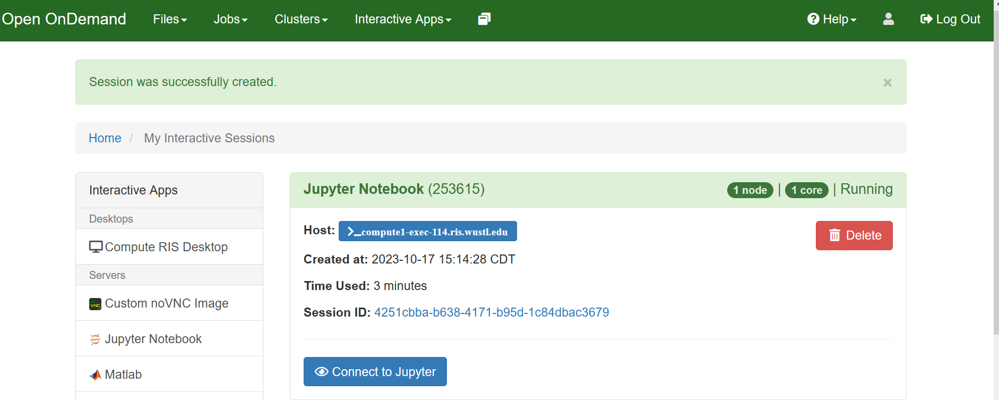 Open OnDemand Files Jobs Clusters Interactive Apps Help Log Out
Session was successfully created. ×
Home / My Interactive Sessions
Interactive Apps
Desktops
Compute RIS Desktop
Servers
Custom noVNC Image
Jupyter Notebook
Matlab
Jupyter Notebook (253615) 1 node | 1 core | Running
Host: >_compute1-exec-114.ris.wustl.edu
Delete
Created at: 2023-10-17 15:14:28 CDT
Time Used: 3 minutes
Session ID: 4251cbba-b638-4171-b95d-1c84dbac3679
Connect to Jupyter